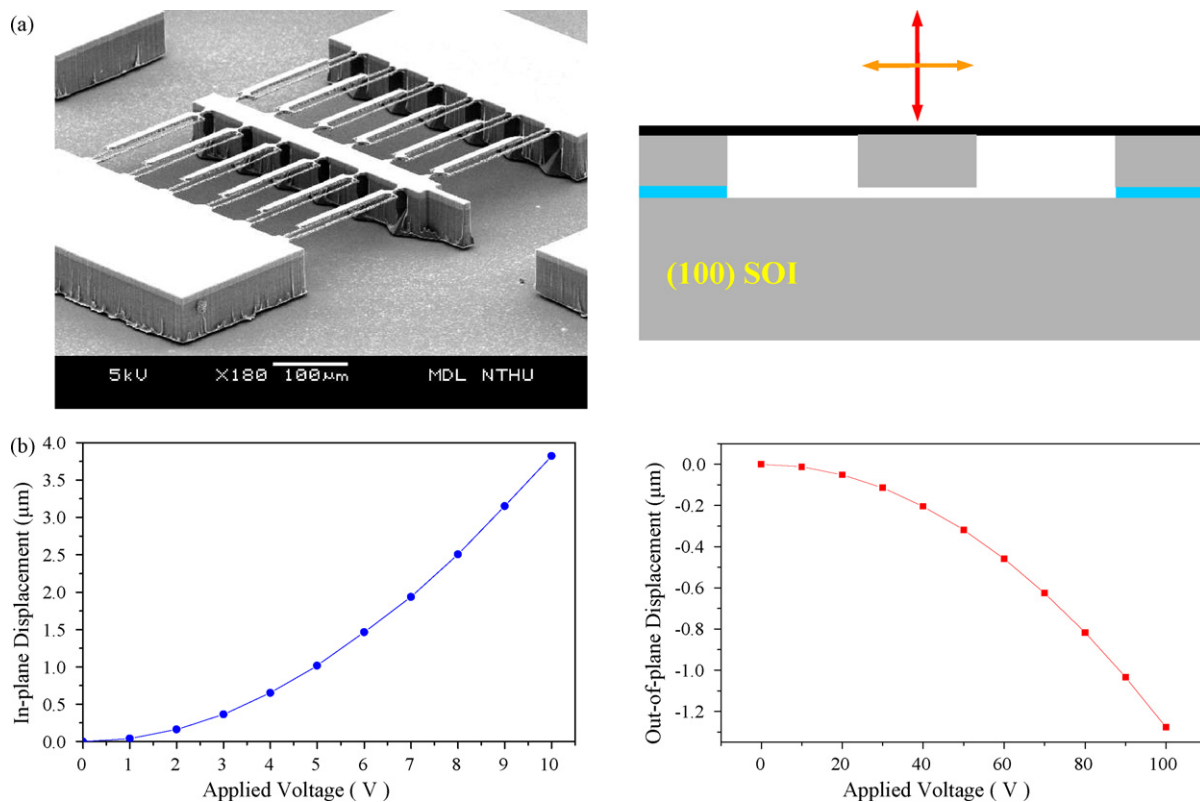 (a)
5kV X180 100µm MDL NTHU
(100) SOI
(b)
4.0
3.5
3.0
2.5
2.0
1.5
1.0
0.5
0.0
In-plane Displacement (µm)
0 1 2 3 4 5 6 7 8 9 10
Applied Voltage ( V )
0.0
-0.2
-0.4
-0.6
-0.8
-1.0
-1.2
Out-of-plane Displacement (µm)
0 20 40 60 80 100
Applied Voltage ( V )